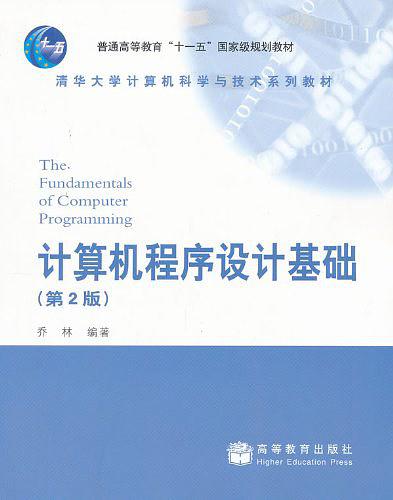 十一五
普通高等教育“十一五”国家级规划教材
清华大学计算机科学与技术系列教材
The
Fundamentals
of Computer
Programming
计算机程序设计基础
(第2版)
乔 林 编著
高等教育出版社
Higher Education Press